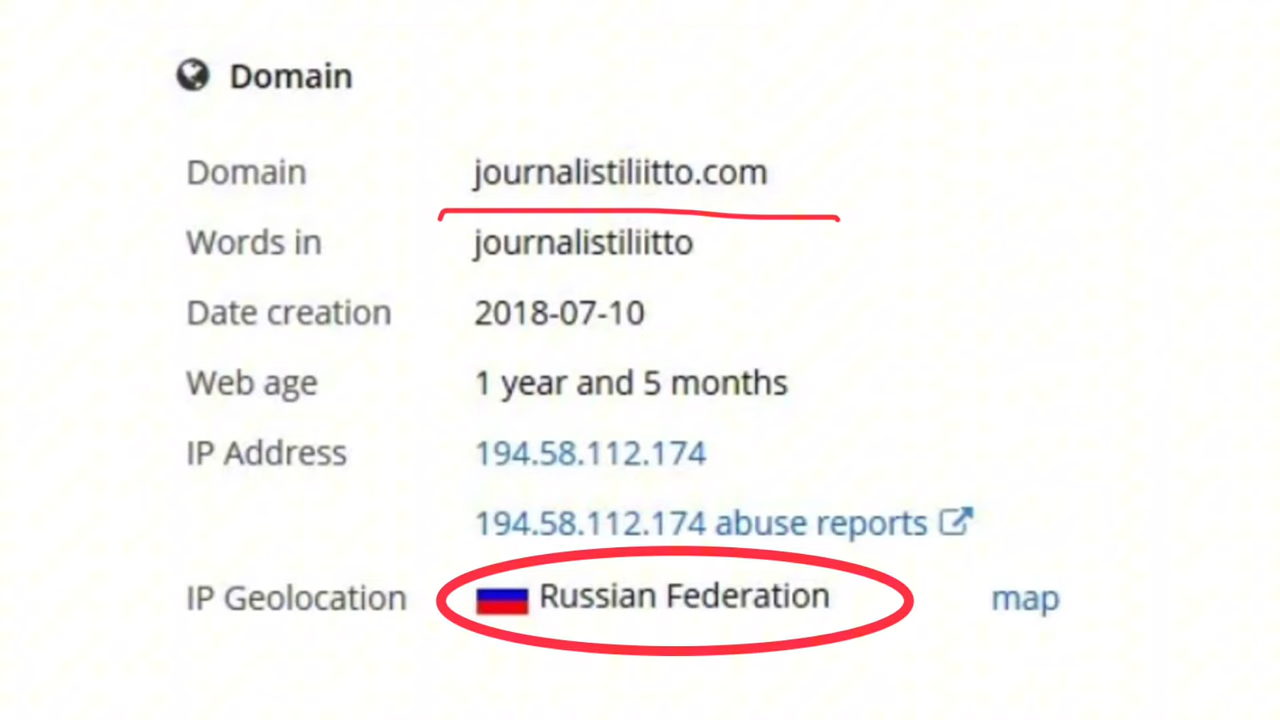 Domain
Domain journalistiliitto.com
Words in journalistiliitto
Date creation 2018-07-10
Web age 1 year and 5 months
IP Address 194.58.112.174
194.58.112.174 abuse reports
IP Geolocation Russian Federation map